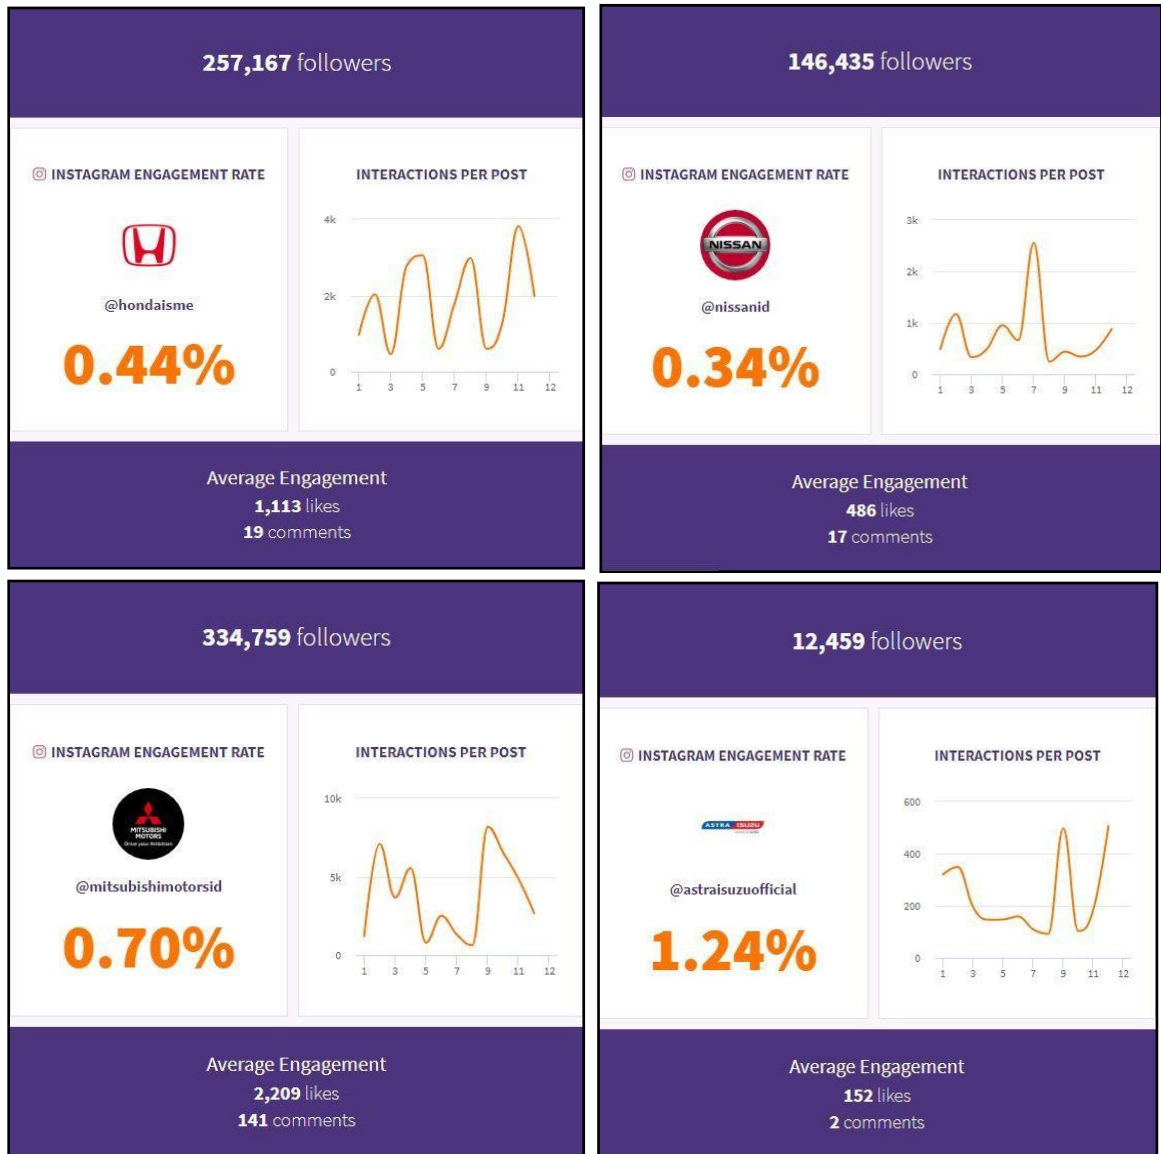 257,167 followers
INSTAGRAM ENGAGEMENT RATE
@hondaisme
0.44%
INTERACTIONS PER POST
4k
2k
0
1 3 5 7 9 11 12
Average Engagement
1,113 likes
19 comments
146,435 followers
INSTAGRAM ENGAGEMENT RATE
NISSAN
@nissanid
0.34%
INTERACTIONS PER POST
3k
2k
1k
0
1 3 5 7 9 11 12
Average Engagement
486 likes
17 comments
334,759 followers
INSTAGRAM ENGAGEMENT RATE
MITSUBISHI
MOTORS
Drive your Ambition
@mitsubishimotorsid
0.70%
INTERACTIONS PER POST
10k
5k
0
1 3 5 7 9 11 12
Average Engagement
2,209 likes
141 comments
12,459 followers
INSTAGRAM ENGAGEMENT RATE
ASTRA ISUZU
@astraisuzuofficial
1.24%
INTERACTIONS PER POST
600
400
200
0
1 3 5 7 9 11 12
Average Engagement
152 likes
2 comments